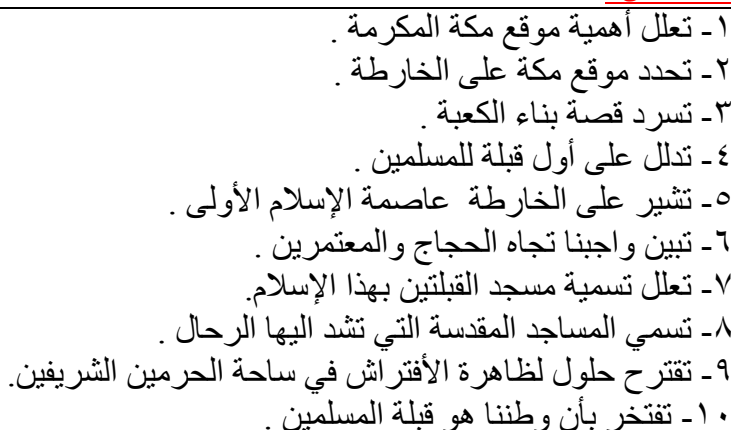 ١- تعلل أهمية موقع مكة المكرمة .
٢- تحدد موقع مكة على الخارطة .
٣- تسرد قصة بناء الكعبة .
٤- تدلل على أول قبلة للمسلمين .
٥- تشير على الخارطة عاصمة الإسلام الأولى .
٦- تبين واجبنا تجاه الحجاج والمعتمرين .
٧- تعلل تسمية مسجد القبلتين بهذا الإسلام.
٨- تسمي المساجد المقدسة التي تشد اليها الرحال .
٩- تقترح حلول لظاهرة الأفتراش في ساحة الحرمين الشريفين.
١٠- تفتخر بأن وطننا هو قبلة المسلمين .